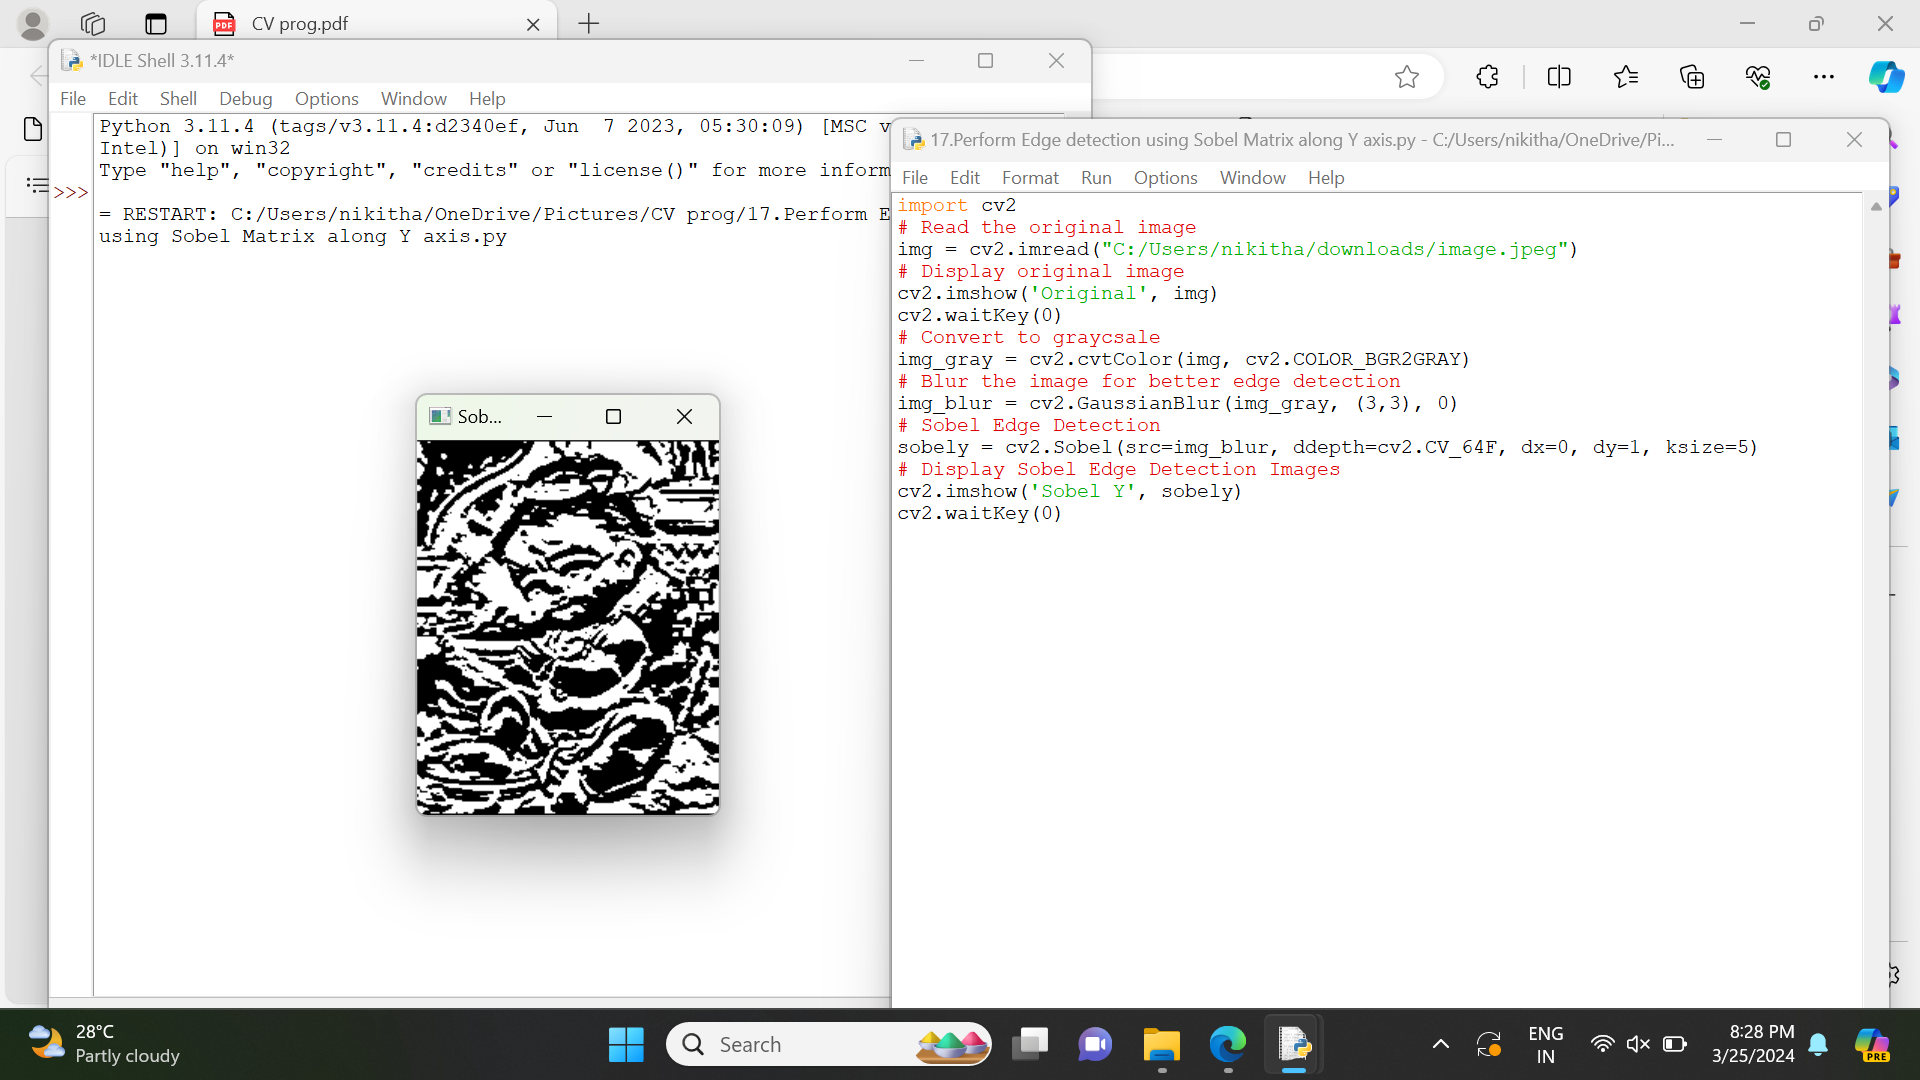 CV prog.pdf
*IDLE Shell 3.11.4*
File Edit Shell Debug Options Window Help
Python 3.11.4 (tags/v3.11.4:d2340ef, Jun  7 2023, 05:30:09) [MSC v
Intel)] on win32
Type "help", "copyright", "credits" or "license()" for more inform
>>>
= RESTART: C:/Users/nikitha/OneDrive/Pictures/CV prog/17.Perform E
using Sobel Matrix along Y axis.py
Sob...
17.Perform Edge detection using Sobel Matrix along Y axis.py - C:/Users/nikitha/OneDrive/Pi...
File Edit Format Run Options Window Help
import cv2
# Read the original image
img = cv2.imread("C:/Users/nikitha/downloads/image.jpeg")
# Display original image
cv2.imshow('Original', img)
cv2.waitKey(0)
# Convert to graycsale
img_gray = cv2.cvtColor(img, cv2.COLOR_BGR2GRAY)
# Blur the image for better edge detection
img_blur = cv2.GaussianBlur(img_gray, (3,3), 0)
# Sobel Edge Detection
sobely = cv2.Sobel(src=img_blur, ddepth=cv2.CV_64F, dx=0, dy=1, ksize=5)
# Display Sobel Edge Detection Images
cv2.imshow('Sobel Y', sobely)
cv2.waitKey(0)
28°C
Partly cloudy
Search
ENG
IN
8:28 PM
3/25/2024
PRE